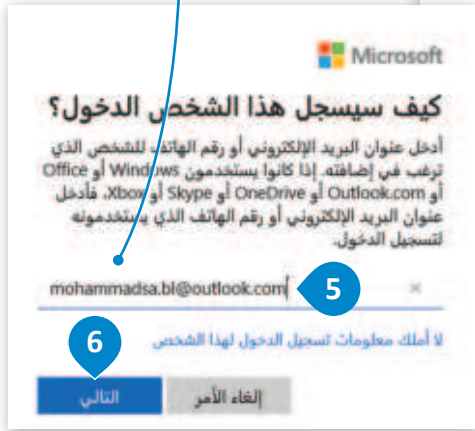 Microsoft
كيف سيسجل هذا الشخص الدخول؟
أدخل عنوان البريد الإلكتروني أو رقم الهاتف للشخص الذي
ترغب في إضافته. إذا كانوا يستخدمون Windows أو Office
أو Outlook.com أو OneDrive أو Skype أو Xbox، فأدخل
عنوان البريد الإلكتروني أو رقم الهاتف الذي يستخدمونه
لتسجيل الدخول.
mohammadsa.bl@outlook.com
5
لا أملك معلومات تسجيل الدخول لهذا الشخص
6
التالي
إلغاء الأمر